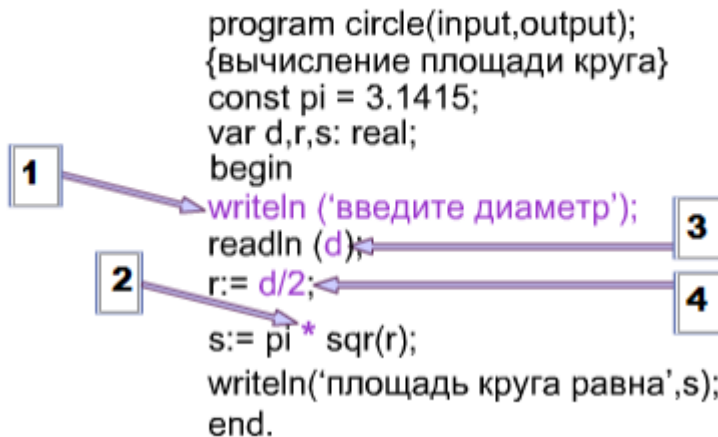 program circle(input,output);
{вычисление площади круга}
const pi = 3.1415;
var d,r,s: real;
begin
1
writeln (‘введите диаметр’);
3
readln (d);
2
r:= d/2;
4
s:= pi * sqr(r);
writeln(‘площадь круга равна’,s);
end.